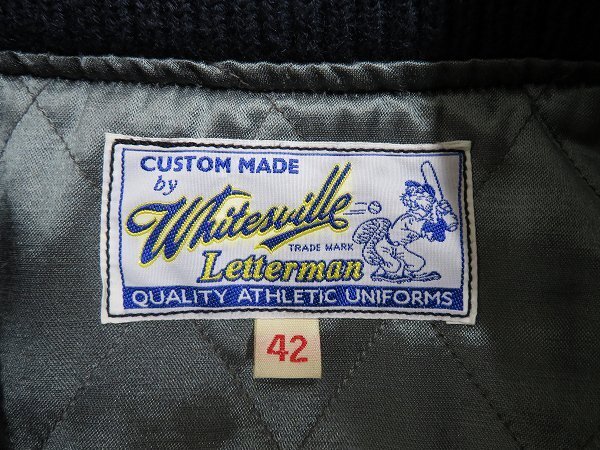 CUSTOM MADE
by
Whitesville
TRADE MARK
Letterman
QUALITY ATHLETIC UNIFORMS
42